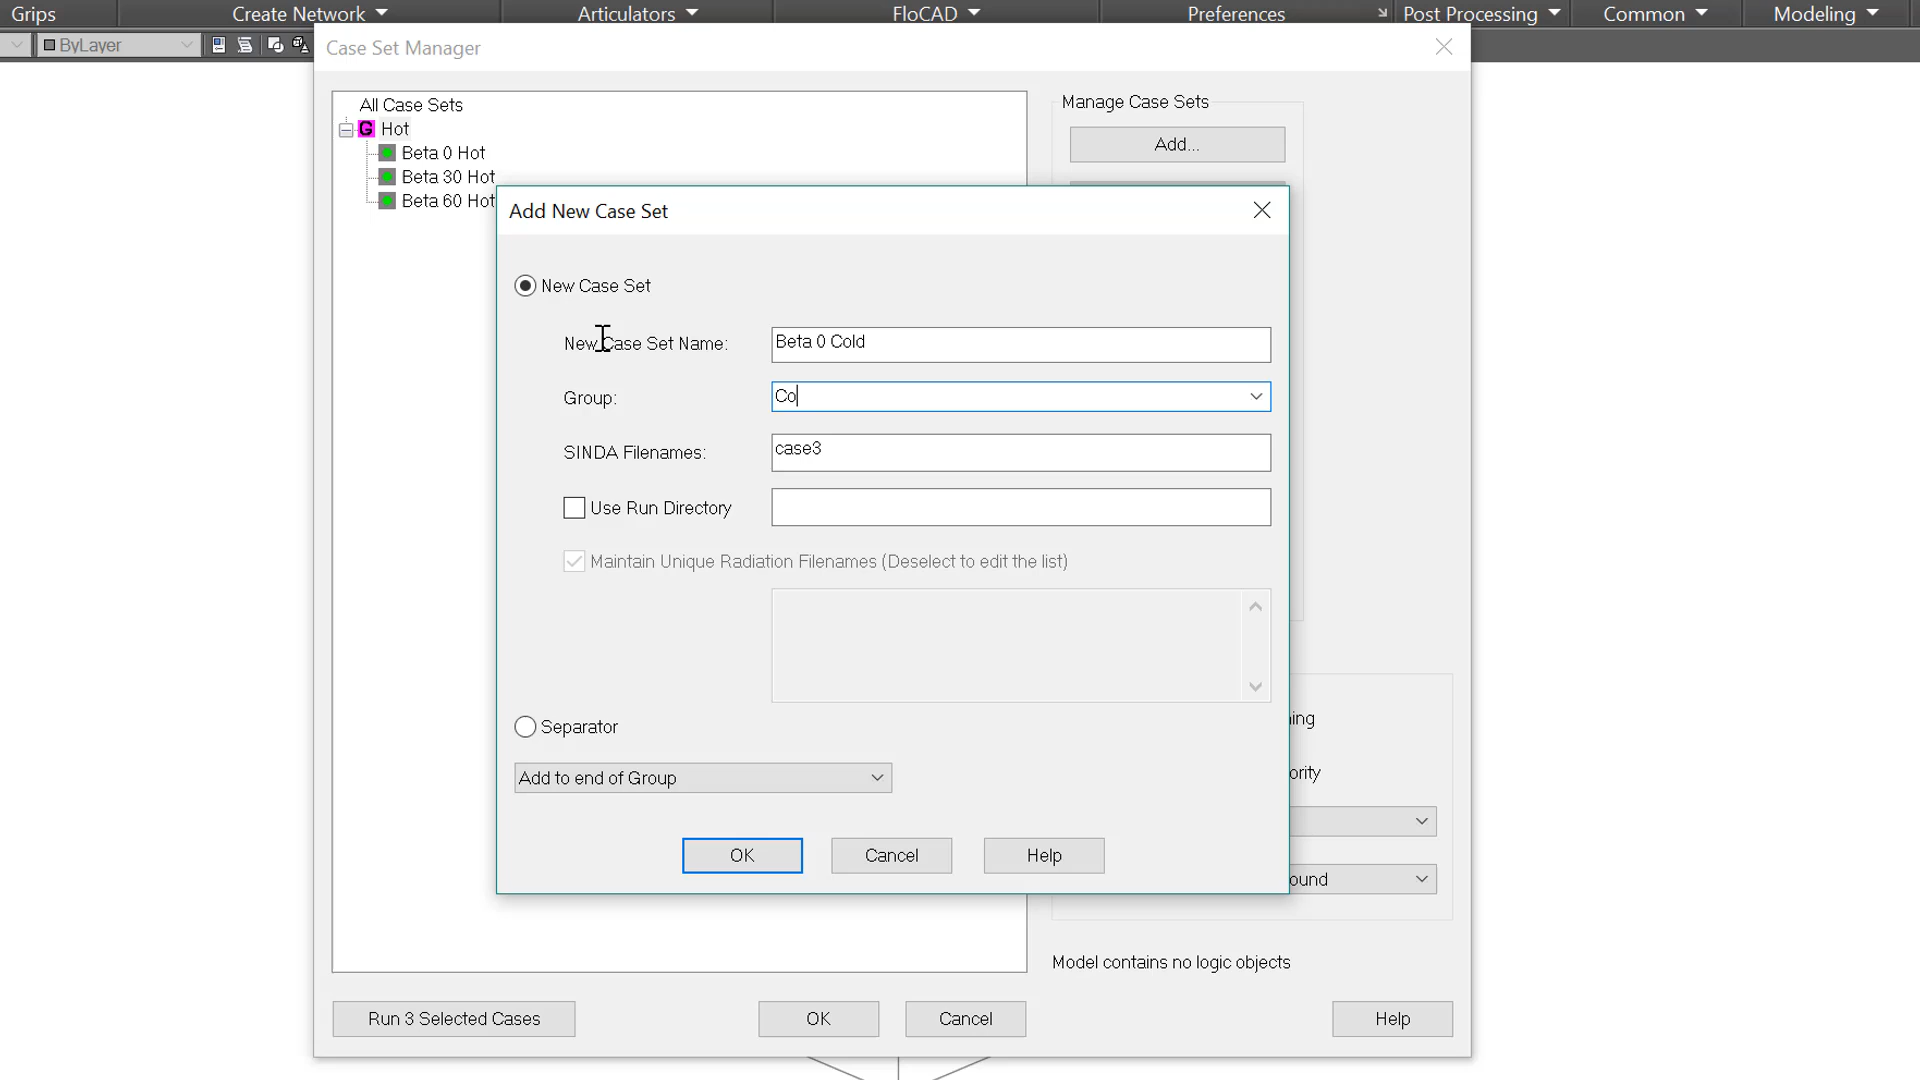 Grips Create Network Articulators FloCAD Preferences Post Processing Common Modeling
ByLayer
Case Set Manager
All Case Sets
G Hot
Beta 0 Hot
Beta 30 Hot
Beta 60 Hot
Manage Case Sets
Add...
Add New Case Set
New Case Set
New Case Set Name: Beta 0 Cold
Group: Co
SINDA Filenames: case3
Use Run Directory
Maintain Unique Radiation Filenames (Deselect to edit the list)
Separator
Add to end of Group
OK Cancel Help
ning
ority
ound
Model contains no logic objects
Run 3 Selected Cases OK Cancel Help